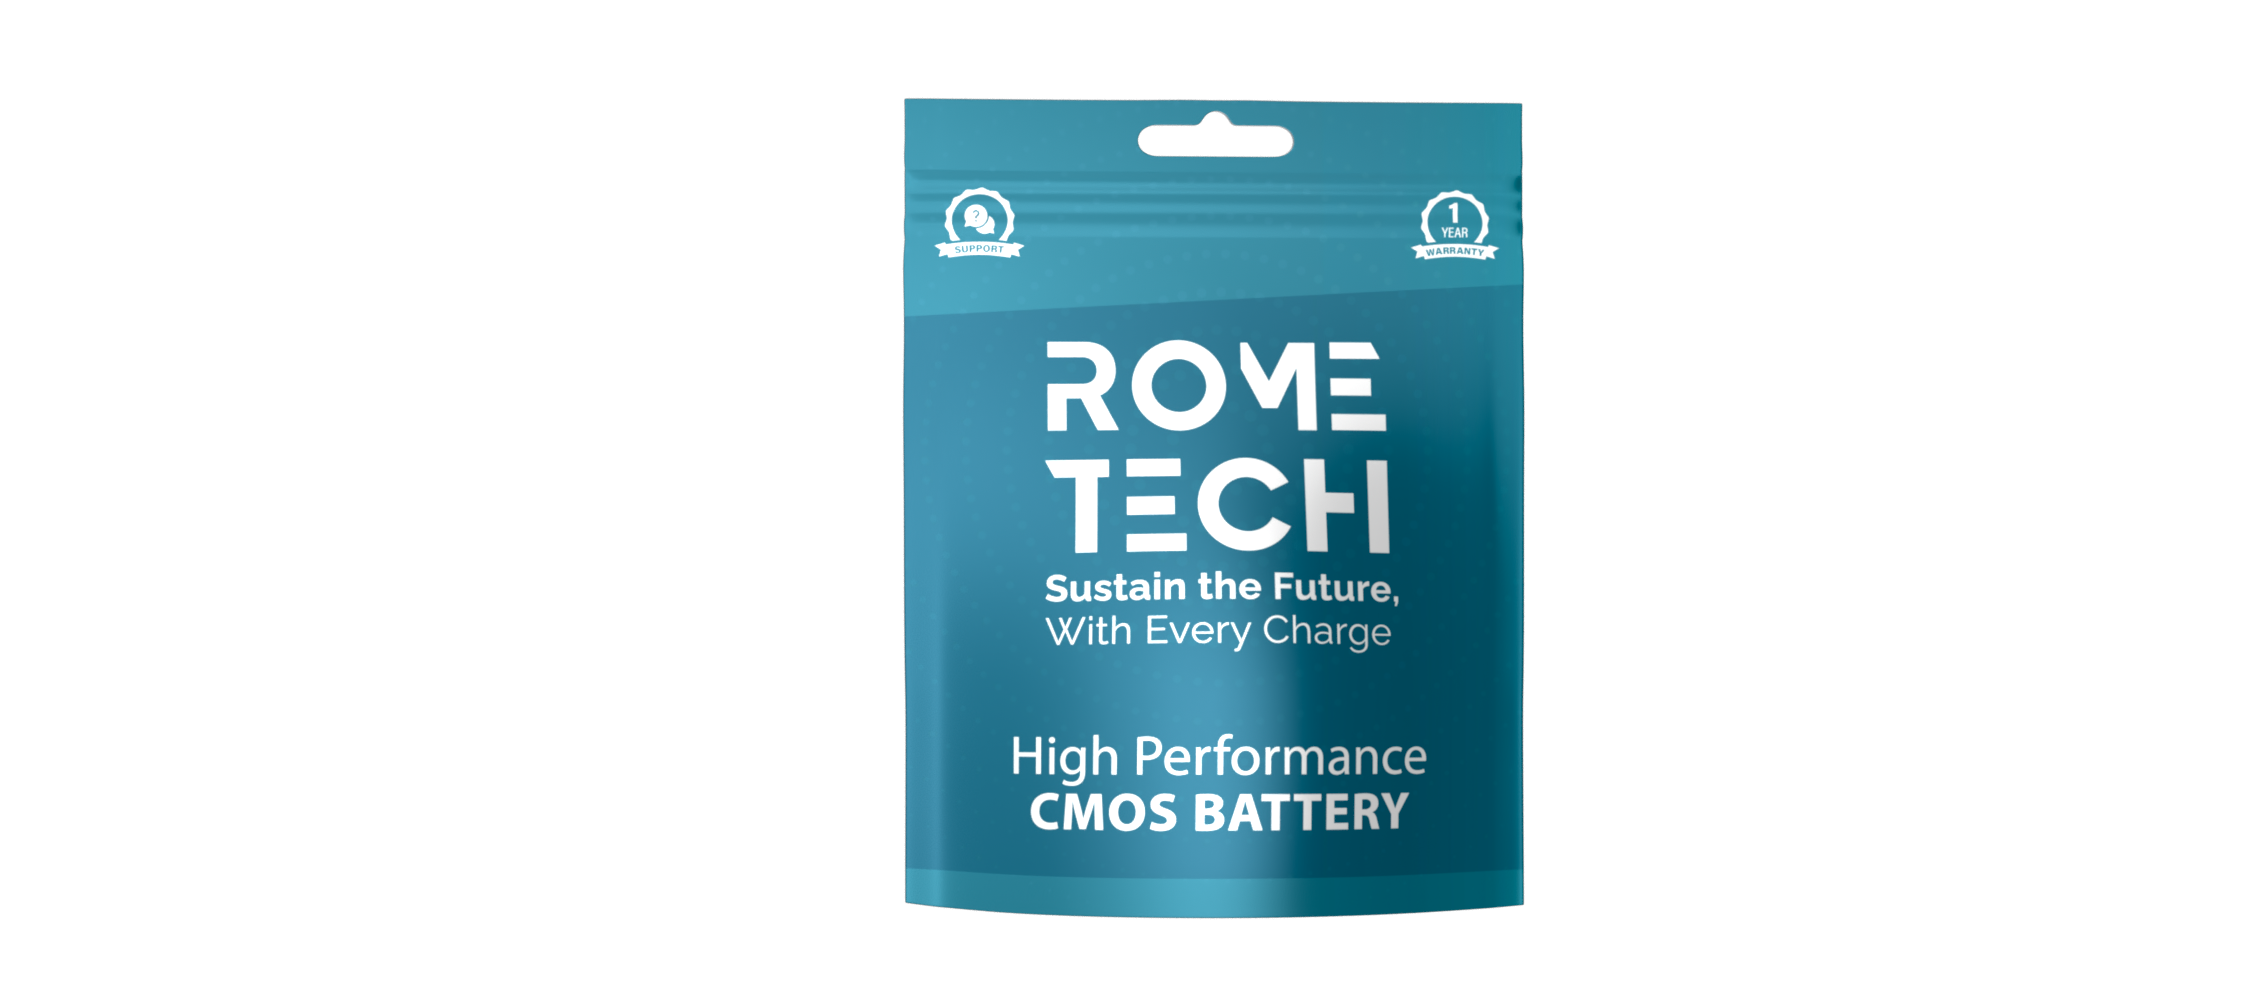 ?
SUPPORT
1
YEAR
WARRANTY
ROME
TECH
Sustain the Future,
With Every Charge
High Performance
CMOS BATTERY